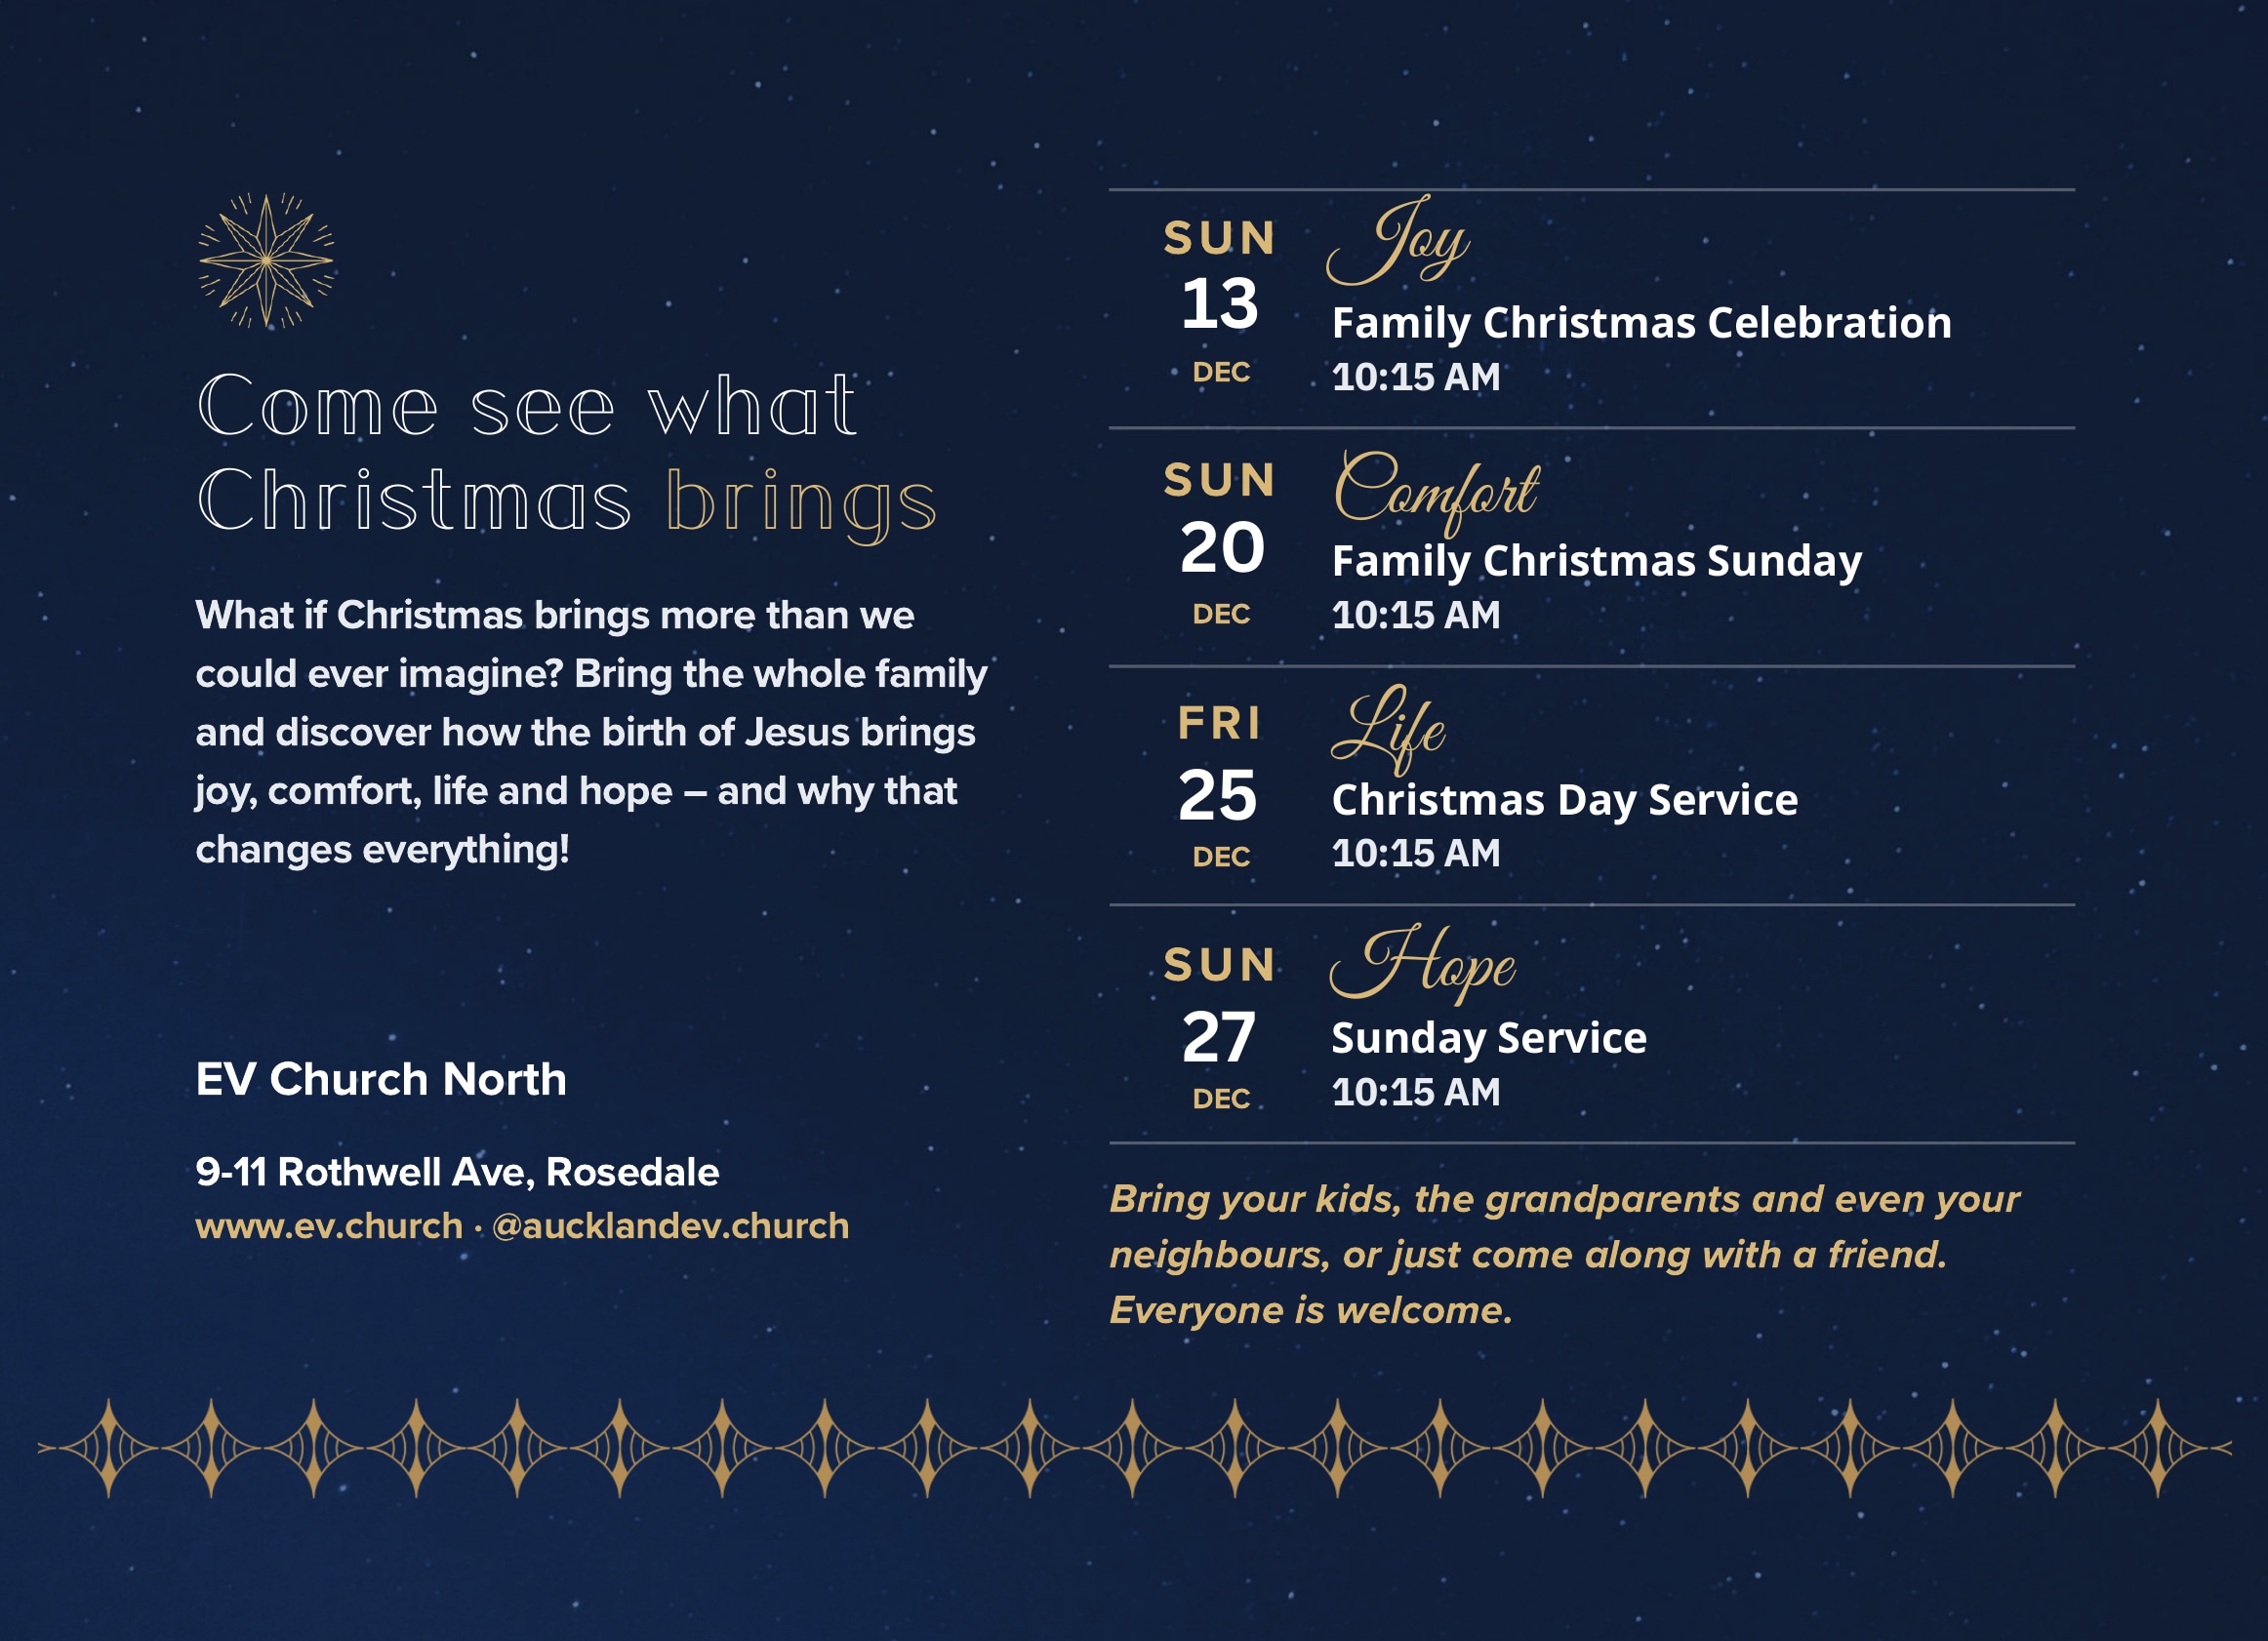 Come see what
Christmas brings
What if Christmas brings more than we
could ever imagine? Bring the whole family
and discover how the birth of Jesus brings
joy, comfort, life and hope – and why that
changes everything!
EV Church North
9-11 Rothwell Ave, Rosedale
www.ev.church · @aucklandev.church
SUN
13
DEC
Joy
Family Christmas Celebration
10:15 AM
SUN
20
DEC
Comfort
Family Christmas Sunday
10:15 AM
FRI
25
DEC
Life
Christmas Day Service
10:15 AM
SUN
27
DEC
Hope
Sunday Service
10:15 AM
Bring your kids, the grandparents and even your
neighbours, or just come along with a friend.
Everyone is welcome.